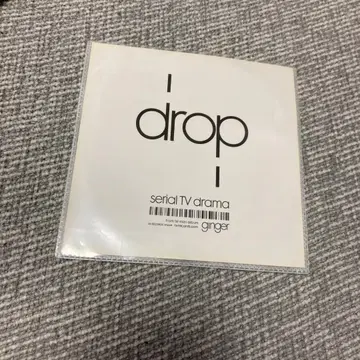 drop
serial TV drama
ginger